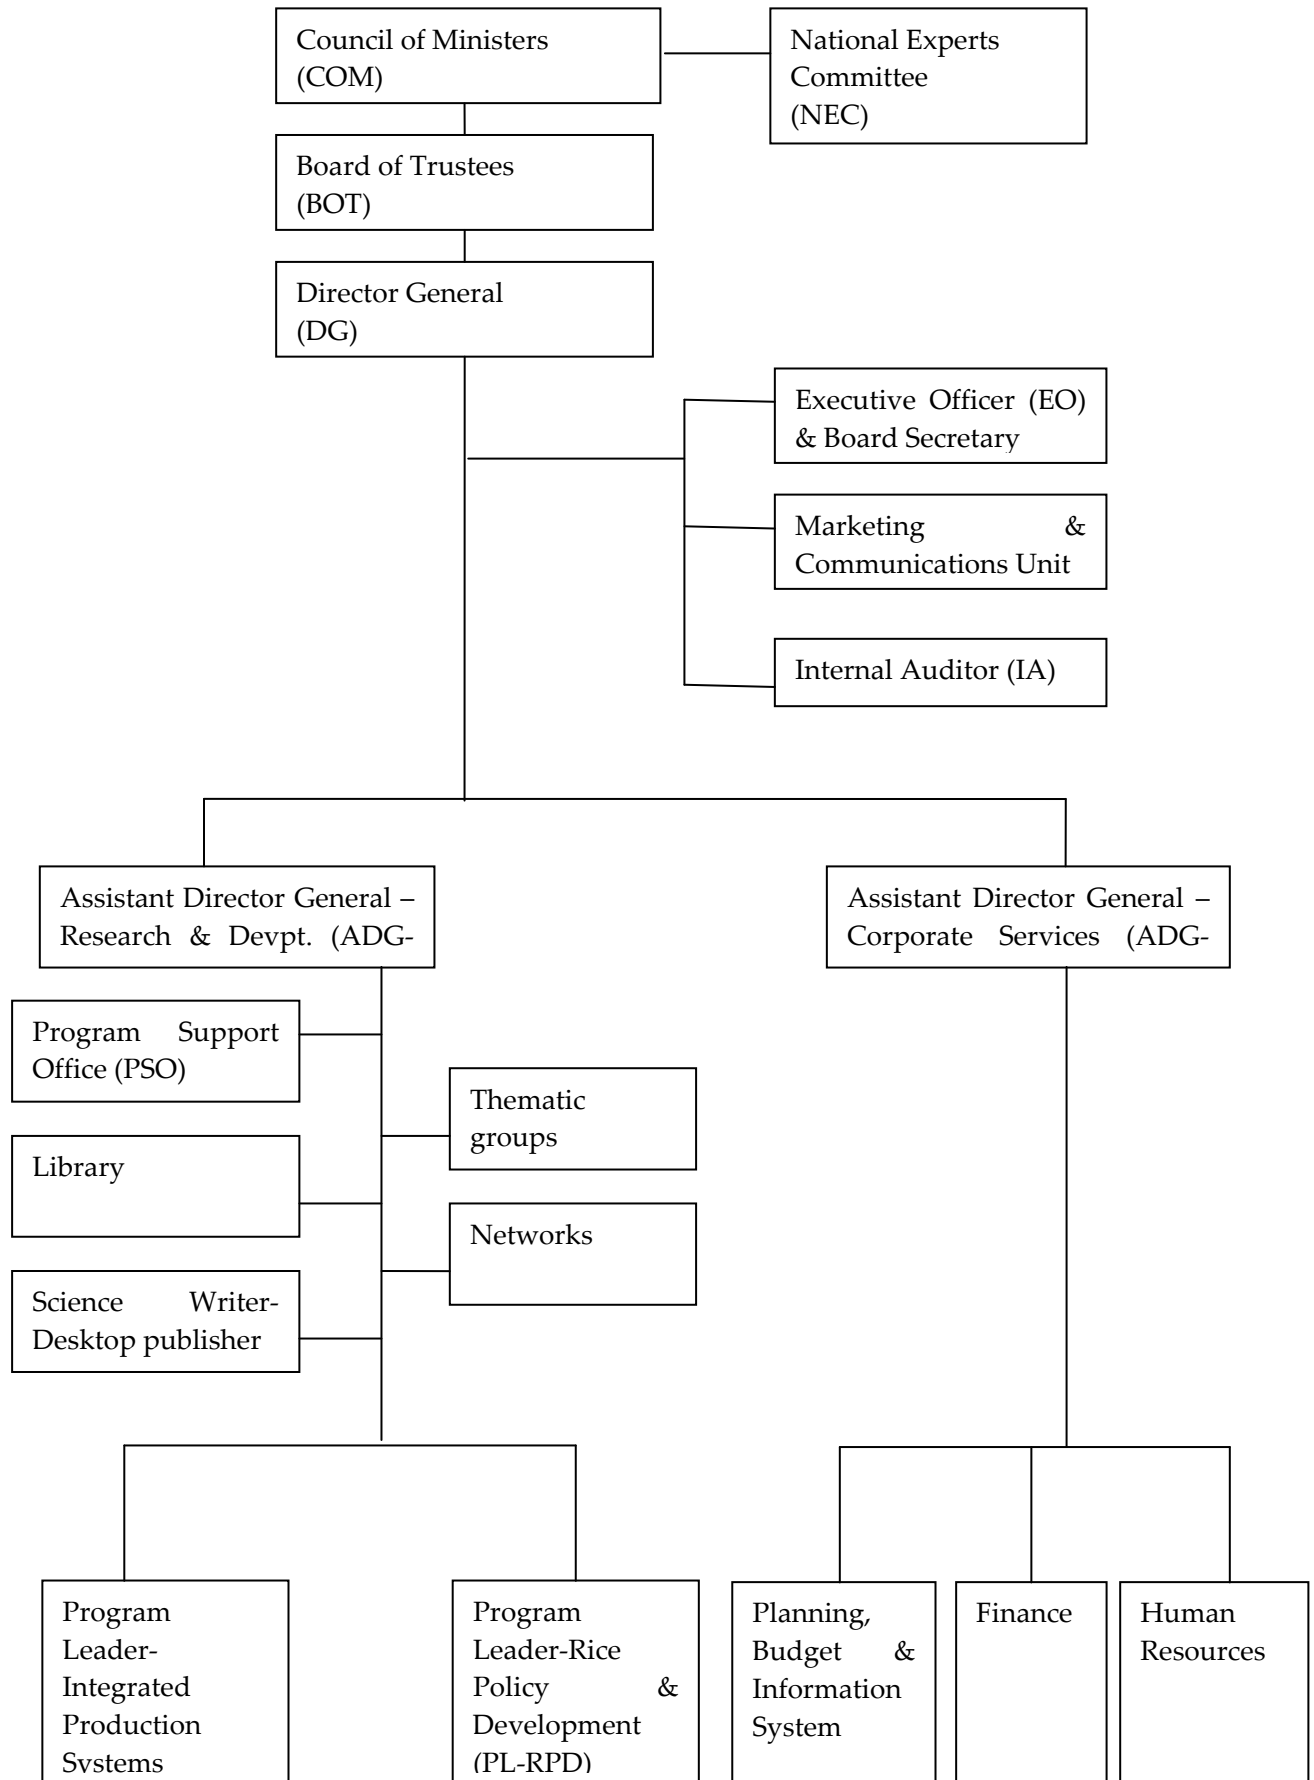 Council of Ministers
(COM)
National Experts
Committee
(NEC)
Board of Trustees
(BOT)
Director General
(DG)
Executive Officer (EO)
& Board Secretary
Marketing &
Communications Unit
Internal Auditor (IA)
Assistant Director General –
Research & Devpt. (ADG-
Assistant Director General –
Corporate Services (ADG-
Program Support
Office (PSO)
Thematic
groups
Library
Networks
Science Writer-
Desktop publisher
Program
Leader-
Integrated
Production
Systems
Program
Leader-Rice
Policy &
Development
(PL-RPD)
Planning,
Budget &
Information
System
Finance
Human
Resources